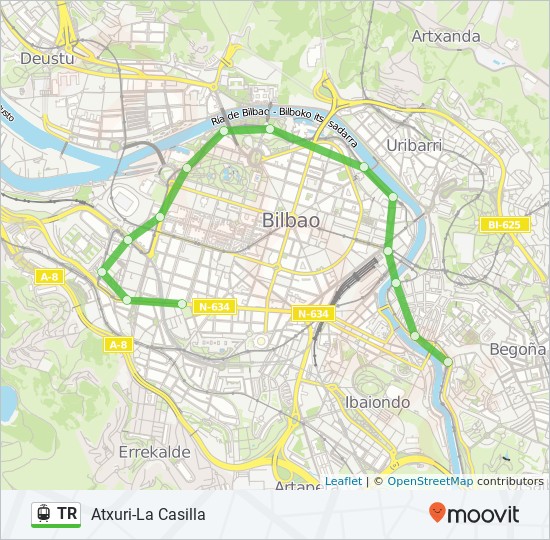 Artxanda
Deustu
Ría de Bilbao - Bilboko itsasadarra
Uribarri
Bilbao
BI-625
A-8
N-634
N-634
A-8
Begoña
Ibaiondo
Errekalde
Leaflet | © OpenStreetMap contributors
TR Atxuri-La Casilla
moovit